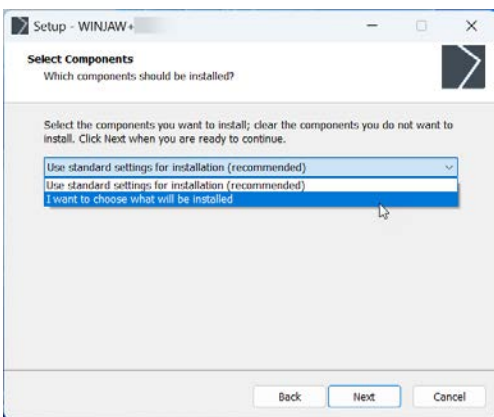 Setup - WINJAW+
Select Components
Which components should be installed?
Select the components you want to install; clear the components you do not want to
install. Click Next when you are ready to continue.
Use standard settings for installation (recommended)
Use standard settings for installation (recommended)
I want to choose what will be installed
Back Next Cancel